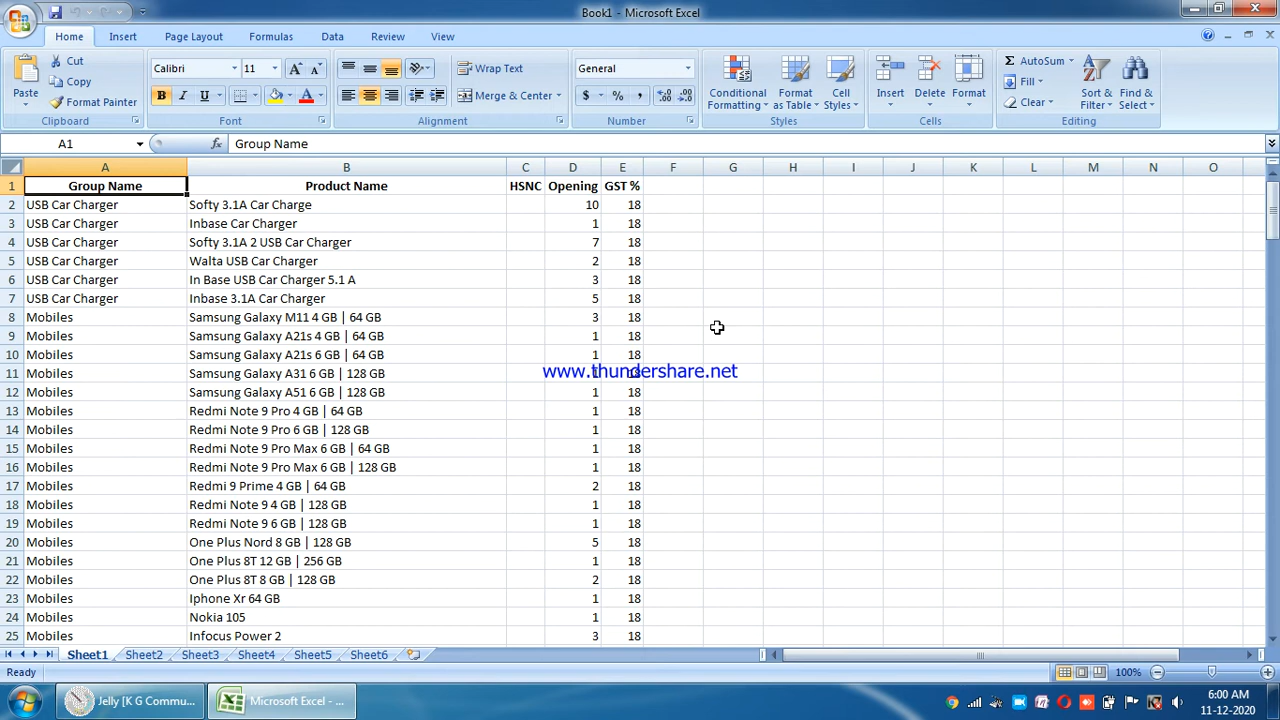 Book1 - Microsoft Excel
Home Insert Page Layout Formulas Data Review View
Paste Cut Copy Format Painter Clipboard
Calibri 11 B I U A A A Font
Wrap Text Merge & Center Alignment
General $ % , Number
Conditional Formatting Format as Table Cell Styles Styles
Insert Delete Format Cells
Σ AutoSum Fill Clear Sort & Filter Find & Select Editing
A1 fx Group Name
A B C D E F G H I J K L M N O
1 Group Name Product Name HSNC Opening GST %
2 USB Car Charger Softy 3.1A Car Charge 10 18
3 USB Car Charger Inbase Car Charger 1 18
4 USB Car Charger Softy 3.1A 2 USB Car Charger 7 18
5 USB Car Charger Walta USB Car Charger 2 18
6 USB Car Charger In Base USB Car Charger 5.1 A 3 18
7 USB Car Charger Inbase 3.1A Car Charger 5 18
8 Mobiles Samsung Galaxy M11 4 GB | 64 GB 3 18
9 Mobiles Samsung Galaxy A21s 4 GB | 64 GB 1 18
10 Mobiles Samsung Galaxy A21s 6 GB | 64 GB 1 18
11 Mobiles Samsung Galaxy A31 6 GB | 128 GB 1 18
www.thundershare.net
12 Mobiles Samsung Galaxy A51 6 GB | 128 GB 1 18
13 Mobiles Redmi Note 9 Pro 4 GB | 64 GB 1 18
14 Mobiles Redmi Note 9 Pro 6 GB | 128 GB 1 18
15 Mobiles Redmi Note 9 Pro Max 6 GB | 64 GB 1 18
16 Mobiles Redmi Note 9 Pro Max 6 GB | 128 GB 1 18
17 Mobiles Redmi 9 Prime 4 GB | 64 GB 2 18
18 Mobiles Redmi Note 9 4 GB | 128 GB 1 18
19 Mobiles Redmi Note 9 6 GB | 128 GB 1 18
20 Mobiles One Plus Nord 8 GB | 128 GB 5 18
21 Mobiles One Plus 8T 12 GB | 256 GB 1 18
22 Mobiles One Plus 8T 8 GB | 128 GB 2 18
23 Mobiles Iphone Xr 64 GB 1 18
24 Mobiles Nokia 105 1 18
25 Mobiles Infocus Power 2 3 18
Sheet1 Sheet2 Sheet3 Sheet4 Sheet5 Sheet6
Ready 100%
Jelly [K G Commu... Microsoft Excel - ... 6:00 AM
11-12-2020